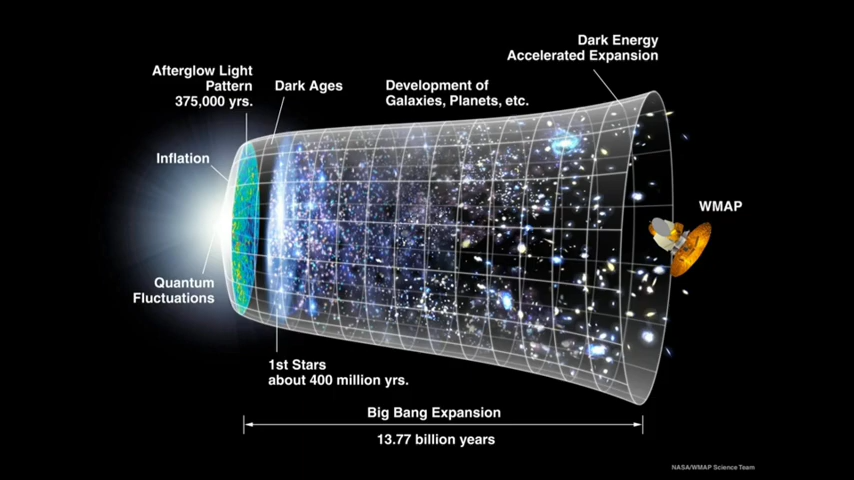 Dark Energy
Accelerated Expansion
Afterglow Light
Pattern
375,000 yrs.
Dark Ages
Development of
Galaxies, Planets, etc.
Inflation
WMAP
Quantum
Fluctuations
1st Stars
about 400 million yrs.
Big Bang Expansion
13.77 billion years
NASA/WMAP Science Team